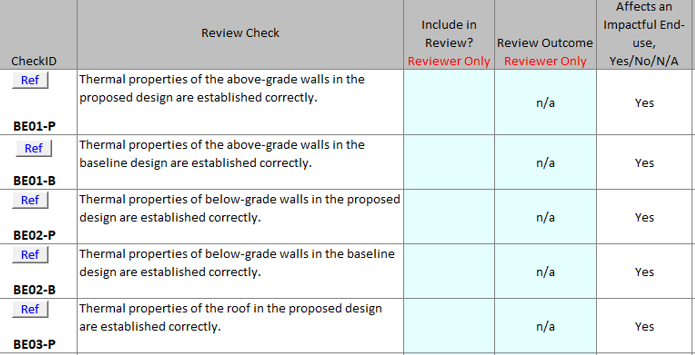 CheckID
Review Check
Include in
Review?
Reviewer Only
Review Outcome
Reviewer Only
Affects an
Impactful End-
use,
Yes/No/N/A
Ref
BE01-P
Thermal properties of the above-grade walls in the
proposed design are established correctly.
n/a
Yes
Ref
BE01-B
Thermal properties of the above-grade walls in the
baseline design are established correctly.
n/a
Yes
Ref
BE02-P
Thermal properties of below-grade walls in the proposed
design are established correctly.
n/a
Yes
Ref
BE02-B
Thermal properties of below-grade walls in the baseline
design are established correctly.
n/a
Yes
Ref
BE03-P
Thermal properties of the roof in the proposed design
are established correctly.
n/a
Yes